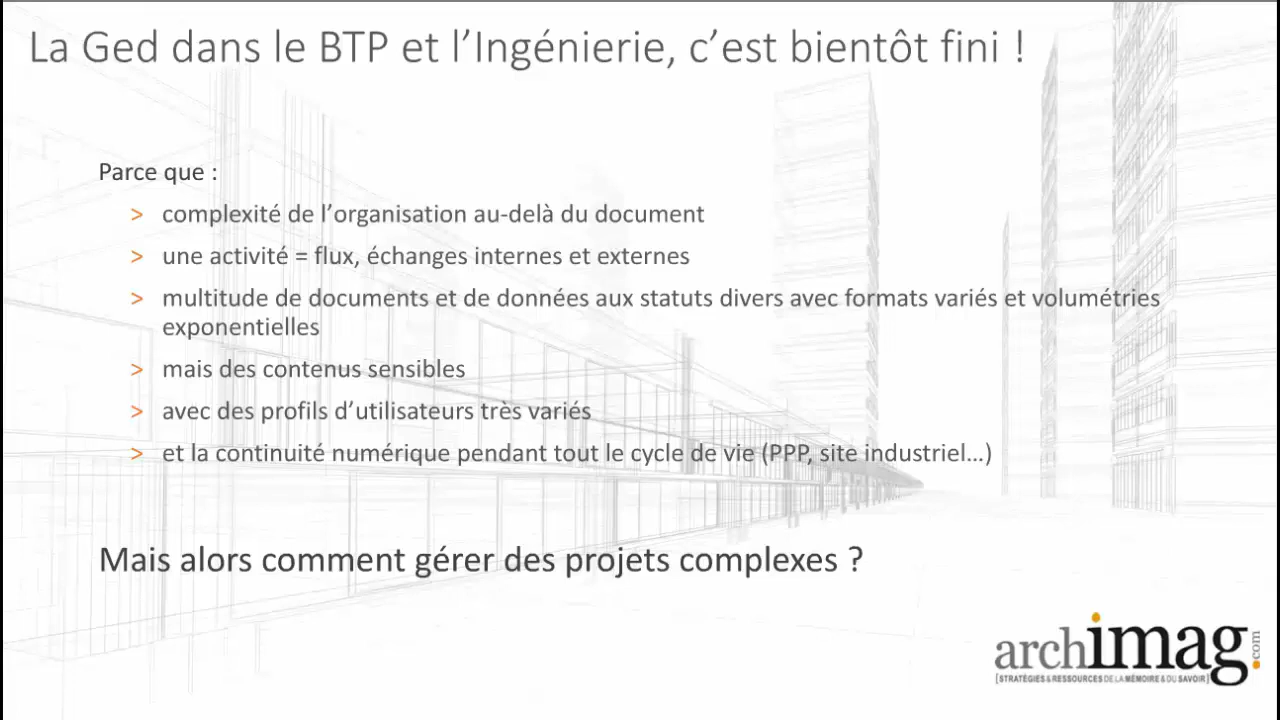 La Ged dans le BTP et l’Ingénierie, c’est bientôt fini !
Parce que :
> complexité de l’organisation au-delà du document
> une activité = flux, échanges internes et externes
> multitude de documents et de données aux statuts divers avec formats variés et volumétries
exponentielles
> mais des contenus sensibles
> avec des profils d’utilisateurs très variés
> et la continuité numérique pendant tout le cycle de vie (PPP, site industriel...)
Mais alors comment gérer des projets complexes ?
archimag.com
[STRATÉGIES & RESSOURCES DE LA MÉMOIRE & DU SAVOIR]